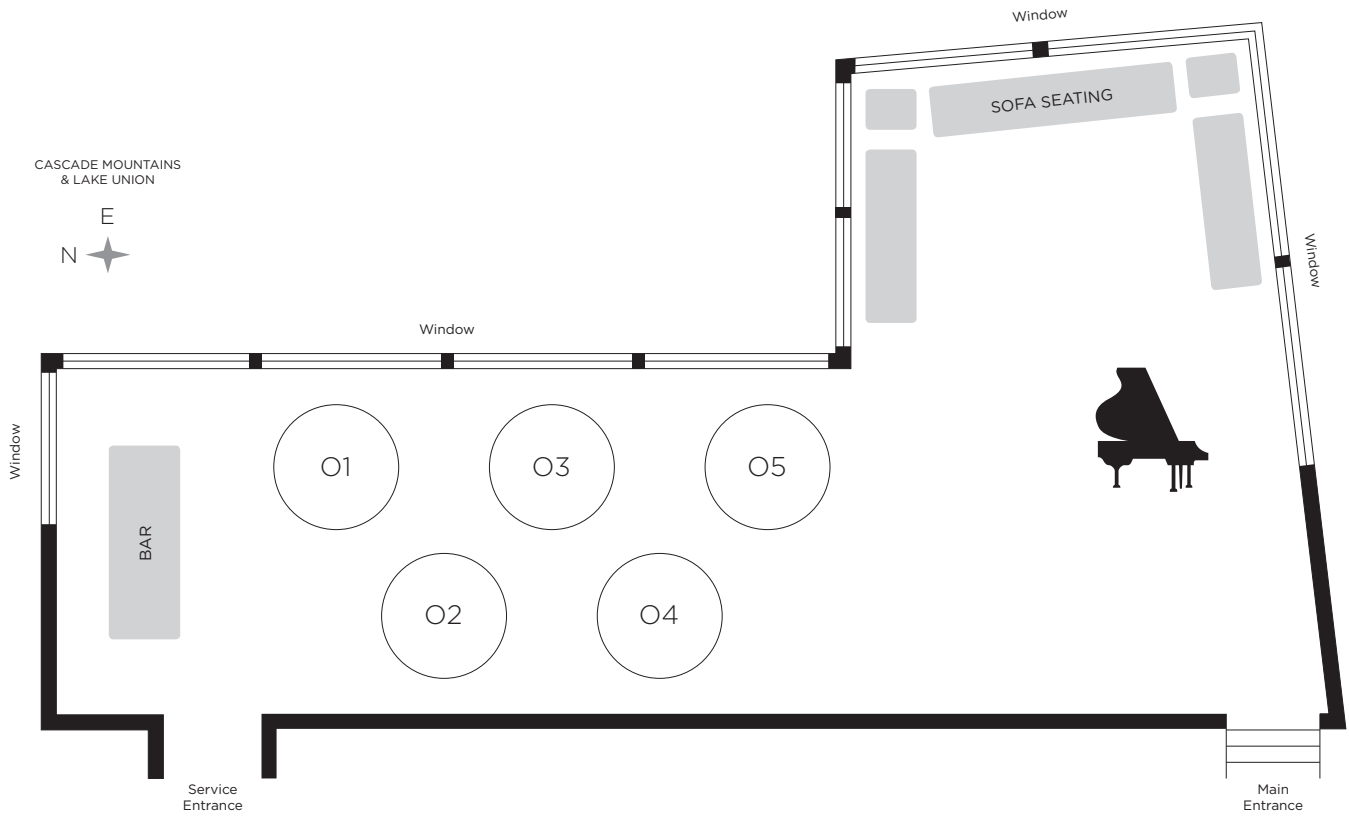 Window
SOFA SEATING
CASCADE MOUNTAINS
& LAKE UNION
E
N
Window
Window
Window
O1
O3
O5
BAR
O2
O4
Service
Entrance
Main
Entrance